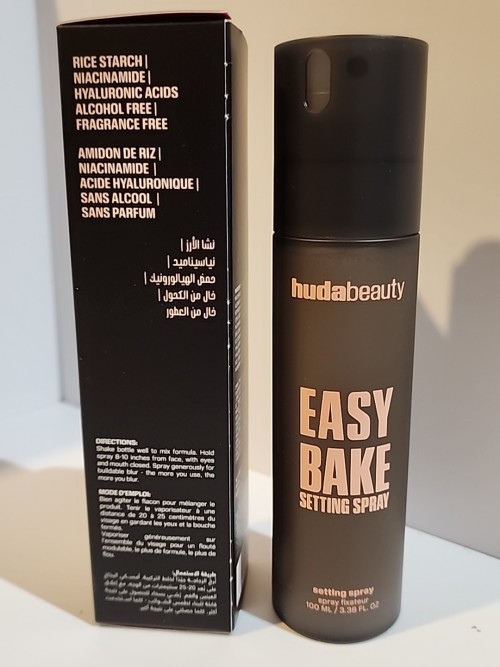 RICE STARCH |
NIACINAMIDE |
HYALURONIC ACIDS
ALCOHOL FREE |
FRAGRANCE FREE
AMIDON DE RIZ |
NIACINAMIDE |
ACIDE HYALURONIQUE |
SANS ALCOOL |
SANS PARFUM
نشا الأرز |
نياسيناميد |
حمض الهيالورونيك |
خال من الكحول |
خال من العطور
DIRECTIONS:
Shake bottle well to mix formula. Hold
spray 8-10 inches from face, with eyes
and mouth closed. Spray generously for
buildable blur - the more you use, the
more you blur.
MODE D'EMPLOI:
Bien agiter le flacon pour mélanger le
produit. Tenir le vaporisateur à une
distance de 20 à 25 centimètres du
visage en gardant les yeux et la bouche
fermés.
Vaporiser généreusement sur
l'ensemble du visage pour un flouté
modulable, le plus de formule, le plus de
flou.
طريقة الاستعمال:
hudabeauty
EASY
BAKE
SETTING SPRAY
setting spray
spray fixateur
100 ML / 3.38 FL. OZ